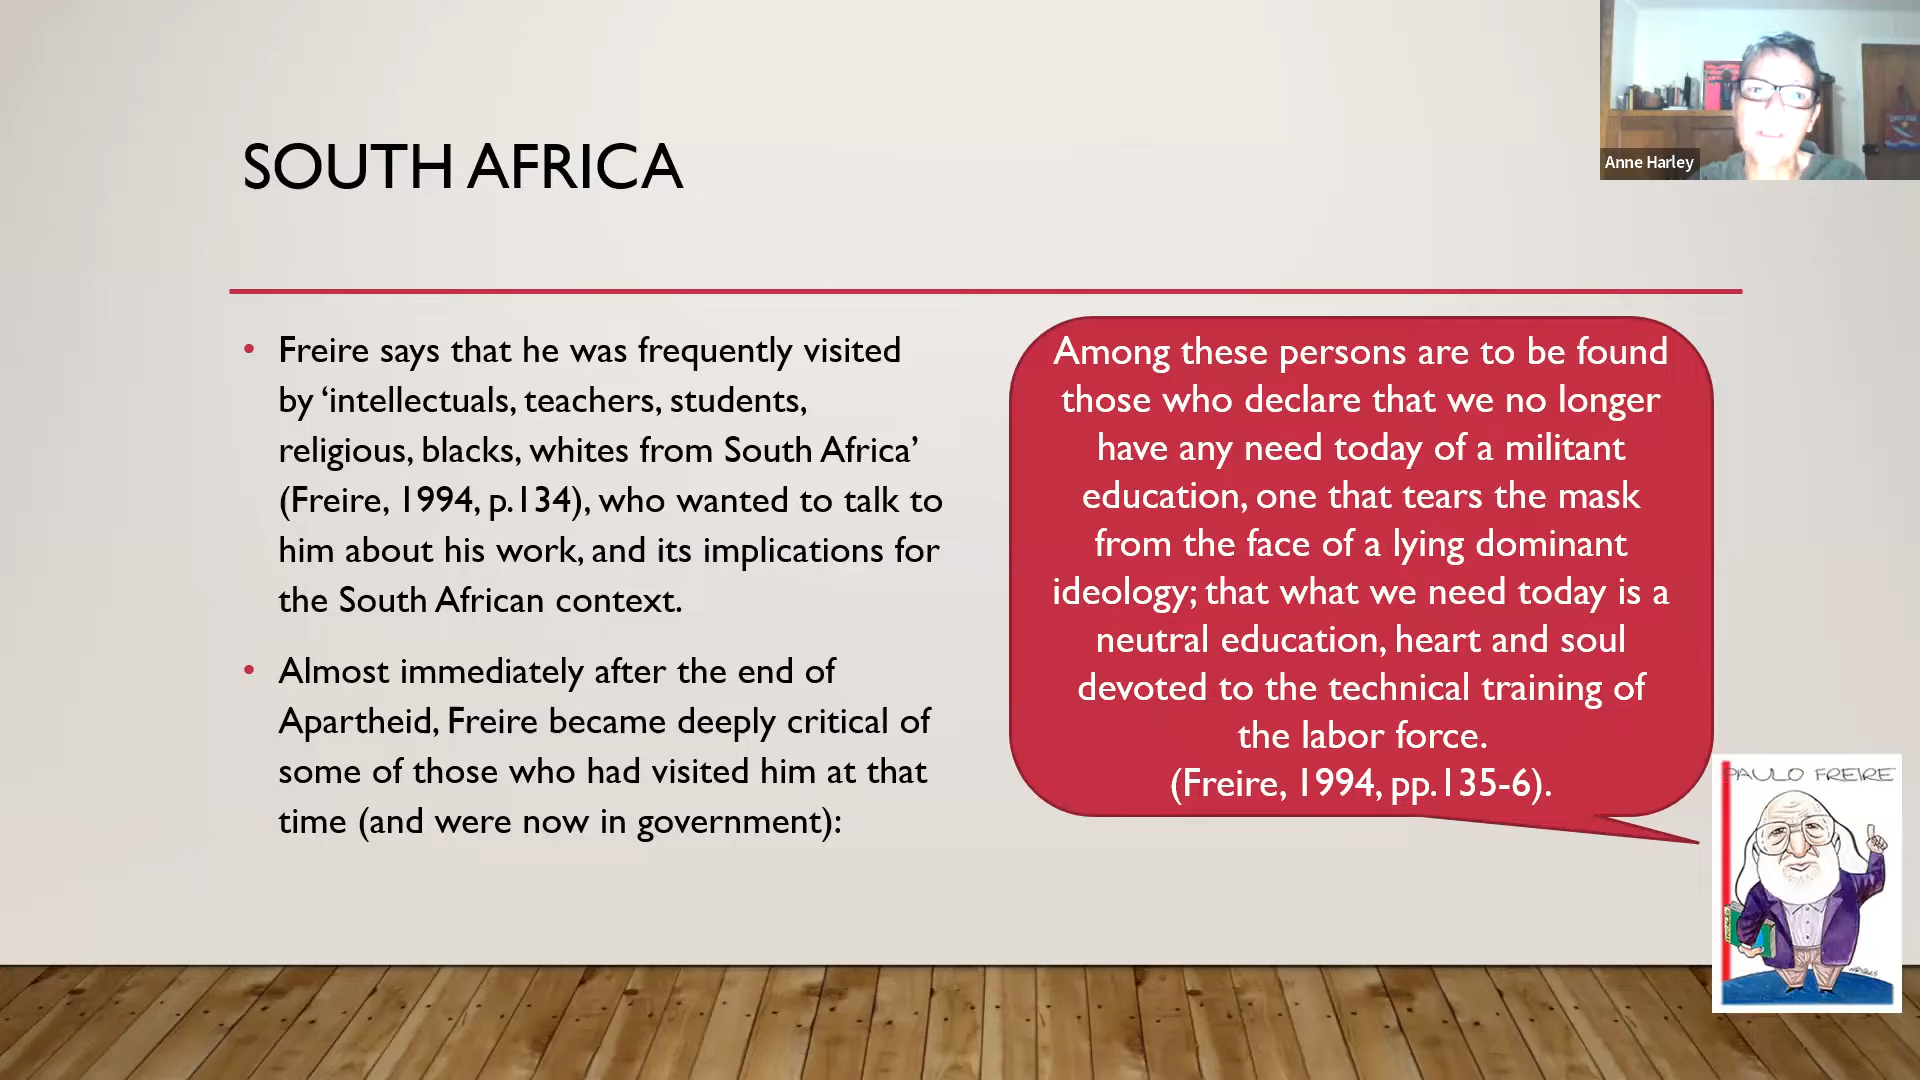 Anne Harley
SOUTH AFRICA
• Freire says that he was frequently visited
by ‘intellectuals, teachers, students,
religious, blacks, whites from South Africa’
(Freire, 1994, p.134), who wanted to talk to
him about his work, and its implications for
the South African context.
• Almost immediately after the end of
Apartheid, Freire became deeply critical of
some of those who had visited him at that
time (and were now in government):
Among these persons are to be found
those who declare that we no longer
have any need today of a militant
education, one that tears the mask
from the face of a lying dominant
ideology; that what we need today is a
neutral education, heart and soul
devoted to the technical training of
the labor force.
(Freire, 1994, pp.135-6).
PAULO FREIRE